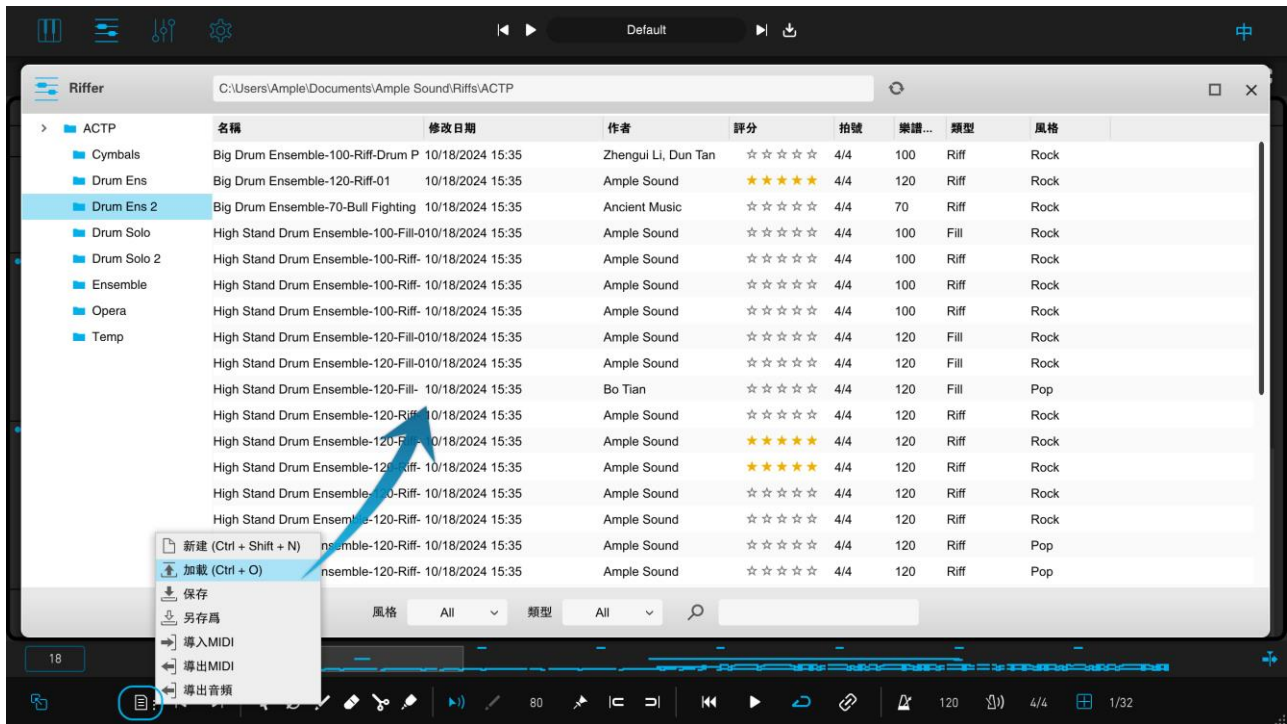 Default
中
Riffer
C:\Users\Ample\Documents\Ample Sound\Riffs\ACTP
ACTP
Cymbals
Drum Ens
Drum Ens 2
Drum Solo
Drum Solo 2
Ensemble
Opera
Temp
名稱 修改日期 作者 評分 拍號 樂譜... 類型 風格
Big Drum Ensemble-100-Riff-Drum P 10/18/2024 15:35 Zhengui Li, Dun Tan ☆☆☆☆☆ 4/4 100 Riff Rock
Big Drum Ensemble-120-Riff-01 10/18/2024 15:35 Ample Sound ★★★★★ 4/4 120 Riff Rock
Big Drum Ensemble-70-Bull Fighting 10/18/2024 15:35 Ancient Music ☆☆☆☆☆ 4/4 70 Riff Rock
High Stand Drum Ensemble-100-Fill-0 10/18/2024 15:35 Ample Sound ☆☆☆☆☆ 4/4 100 Fill Rock
High Stand Drum Ensemble-100-Riff- 10/18/2024 15:35 Ample Sound ☆☆☆☆☆ 4/4 100 Riff Rock
High Stand Drum Ensemble-100-Riff- 10/18/2024 15:35 Ample Sound ☆☆☆☆☆ 4/4 100 Riff Rock
High Stand Drum Ensemble-100-Riff- 10/18/2024 15:35 Ample Sound ☆☆☆☆☆ 4/4 100 Riff Rock
High Stand Drum Ensemble-120-Fill-0 10/18/2024 15:35 Ample Sound ☆☆☆☆☆ 4/4 120 Fill Rock
High Stand Drum Ensemble-120-Fill-0 10/18/2024 15:35 Ample Sound ☆☆☆☆☆ 4/4 120 Fill Rock
High Stand Drum Ensemble-120-Fill- 10/18/2024 15:35 Bo Tian ☆☆☆☆☆ 4/4 120 Fill Pop
High Stand Drum Ensemble-120-Riff- 10/18/2024 15:35 Ample Sound ☆☆☆☆☆ 4/4 120 Riff Rock
High Stand Drum Ensemble-120-Riff- 10/18/2024 15:35 Ample Sound ★★★★★ 4/4 120 Riff Rock
High Stand Drum Ensemble-120-Riff- 10/18/2024 15:35 Ample Sound ★★★★★ 4/4 120 Riff Rock
High Stand Drum Ensemble-120-Riff- 10/18/2024 15:35 Ample Sound ☆☆☆☆☆ 4/4 120 Riff Rock
High Stand Drum Ensemble-120-Riff- 10/18/2024 15:35 Ample Sound ☆☆☆☆☆ 4/4 120 Riff Rock
nsemble-120-Riff- 10/18/2024 15:35 Ample Sound ☆☆☆☆☆ 4/4 120 Riff Pop
nsemble-120-Riff- 10/18/2024 15:35 Ample Sound ☆☆☆☆☆ 4/4 120 Riff Pop
新建 (Ctrl + Shift + N)
加載 (Ctrl + O)
保存
另存爲
導入MIDI
導出MIDI
導出音頻
風格 All 類型 All
18
80 120 4/4 1/32